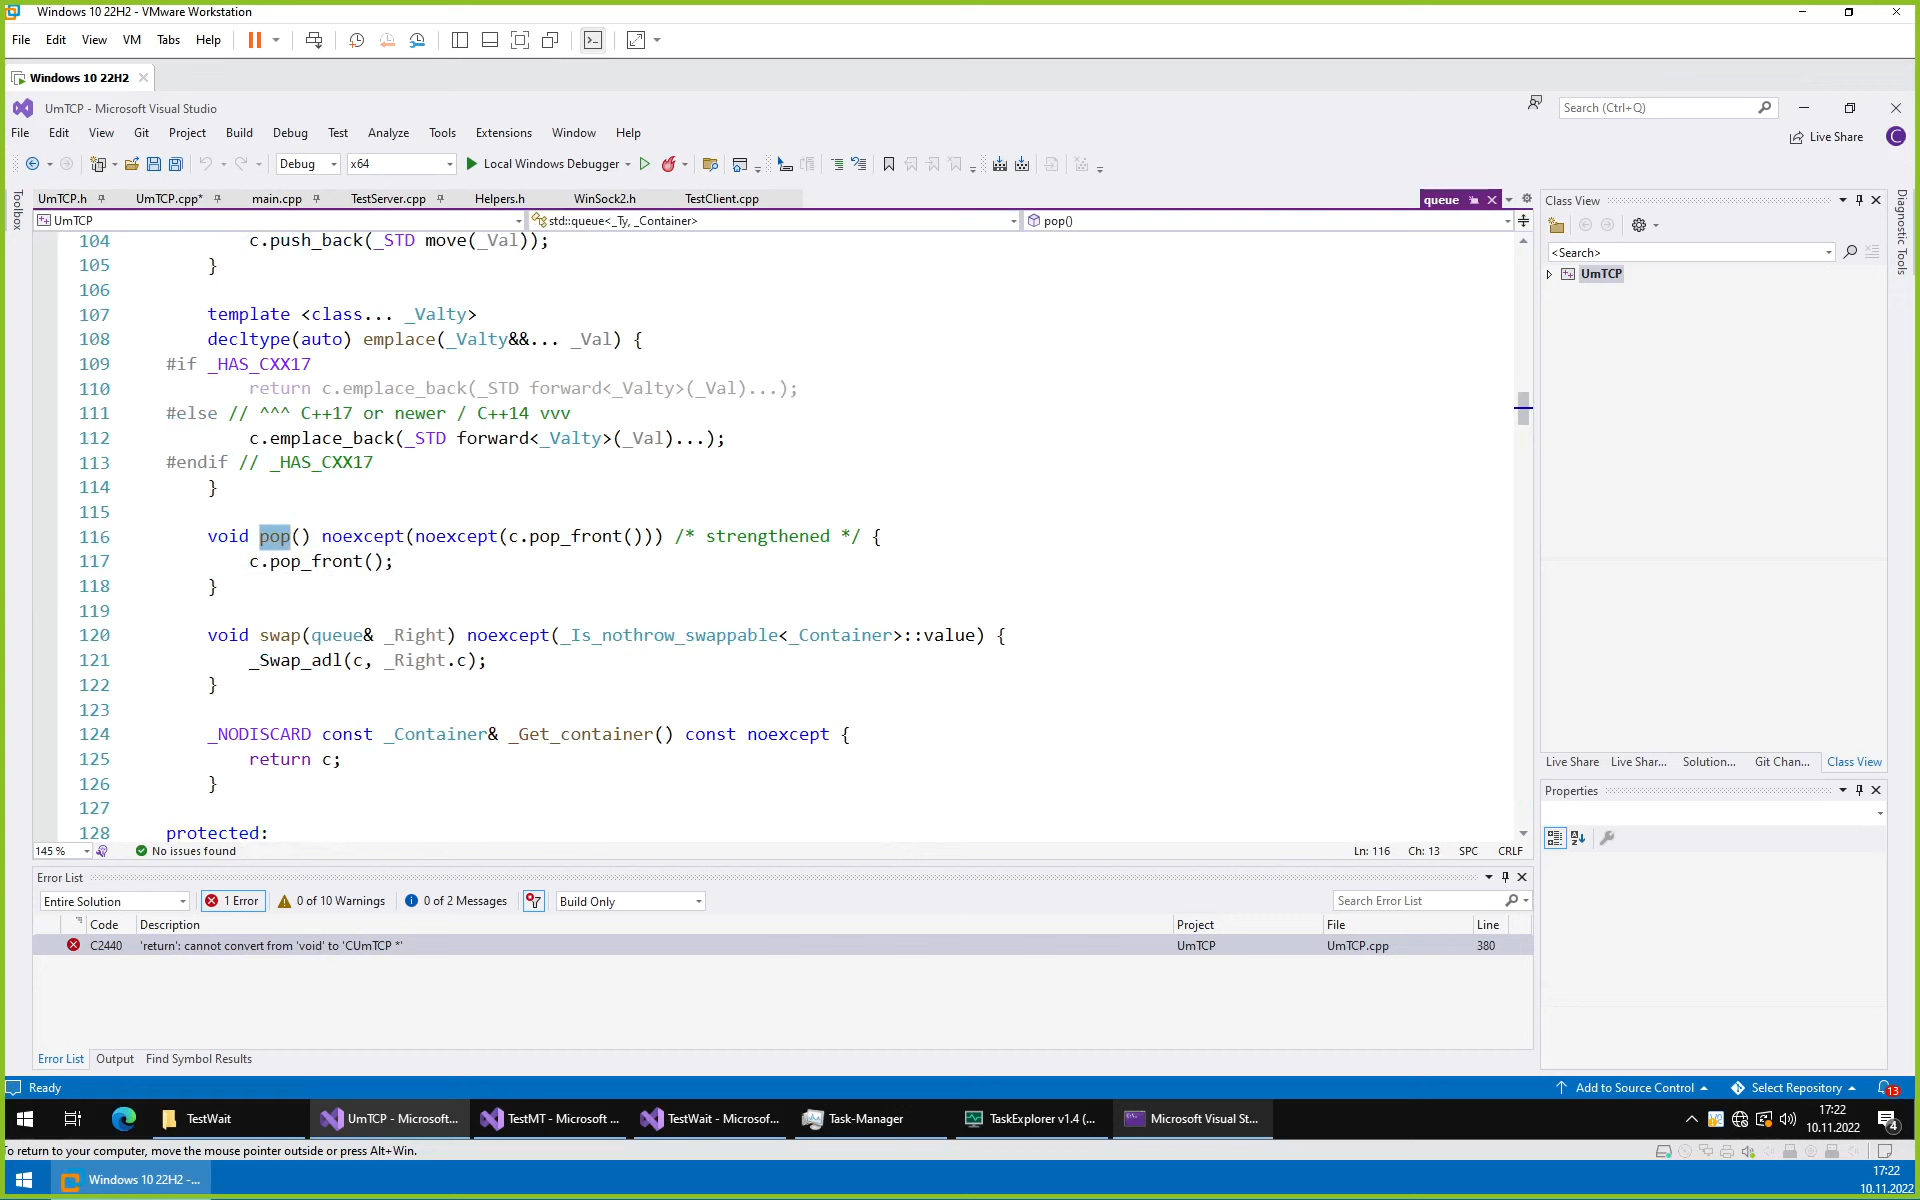 Windows 10 22H2 - VMware Workstation
File Edit View VM Tabs Help
Windows 10 22H2
UmTCP - Microsoft Visual Studio
Search (Ctrl+Q)
File Edit View Git Project Build Debug Test Analyze Tools Extensions Window Help
Live Share
C
Debug x64 Local Windows Debugger
Toolbox
UmTCP.h UmTCP.cpp* main.cpp TestServer.cpp Helpers.h WinSock2.h TestClient.cpp queue
UmTCP std::queue<_Ty, _Container> pop()
104 c.push_back(_STD move(_Val));
105 }
106
107 template <class... _Valty>
108 decltype(auto) emplace(_Valty&&... _Val) {
109 #if _HAS_CXX17
110 return c.emplace_back(_STD forward<_Valty>(_Val)...);
111 #else // ^^^ C++17 or newer / C++14 vvv
112 c.emplace_back(_STD forward<_Valty>(_Val)...);
113 #endif // _HAS_CXX17
114 }
115
116 void pop() noexcept(noexcept(c.pop_front())) /* strengthened */ {
117 c.pop_front();
118 }
119
120 void swap(queue& _Right) noexcept(_Is_nothrow_swappable<_Container>::value) {
121 _Swap_adl(c, _Right.c);
122 }
123
124 _NODISCARD const _Container& _Get_container() const noexcept {
125 return c;
126 }
127
128 protected:
145 % No issues found Ln: 116 Ch: 13 SPC CRLF
Class View
<Search>
UmTCP
Diagnostic Tools
Live Share Live Shar... Solution... Git Chan... Class View
Properties
Error List
Entire Solution 1 Error 0 of 10 Warnings 0 of 2 Messages Build Only Search Error List
Code Description Project File Line
C2440 'return': cannot convert from 'void' to 'CUmTCP *' UmTCP UmTCP.cpp 380
Error List Output Find Symbol Results
Ready Add to Source Control Select Repository 13
TestWait UmTCP - Microsoft... TestMT - Microsoft ... TestWait - Microsof... Task-Manager TaskExplorer v1.4 (... Microsoft Visual St...
17:22
10.11.2022
4
To return to your computer, move the mouse pointer outside or press Alt+Win.
Windows 10 22H2 -...
17:22
10.11.2022